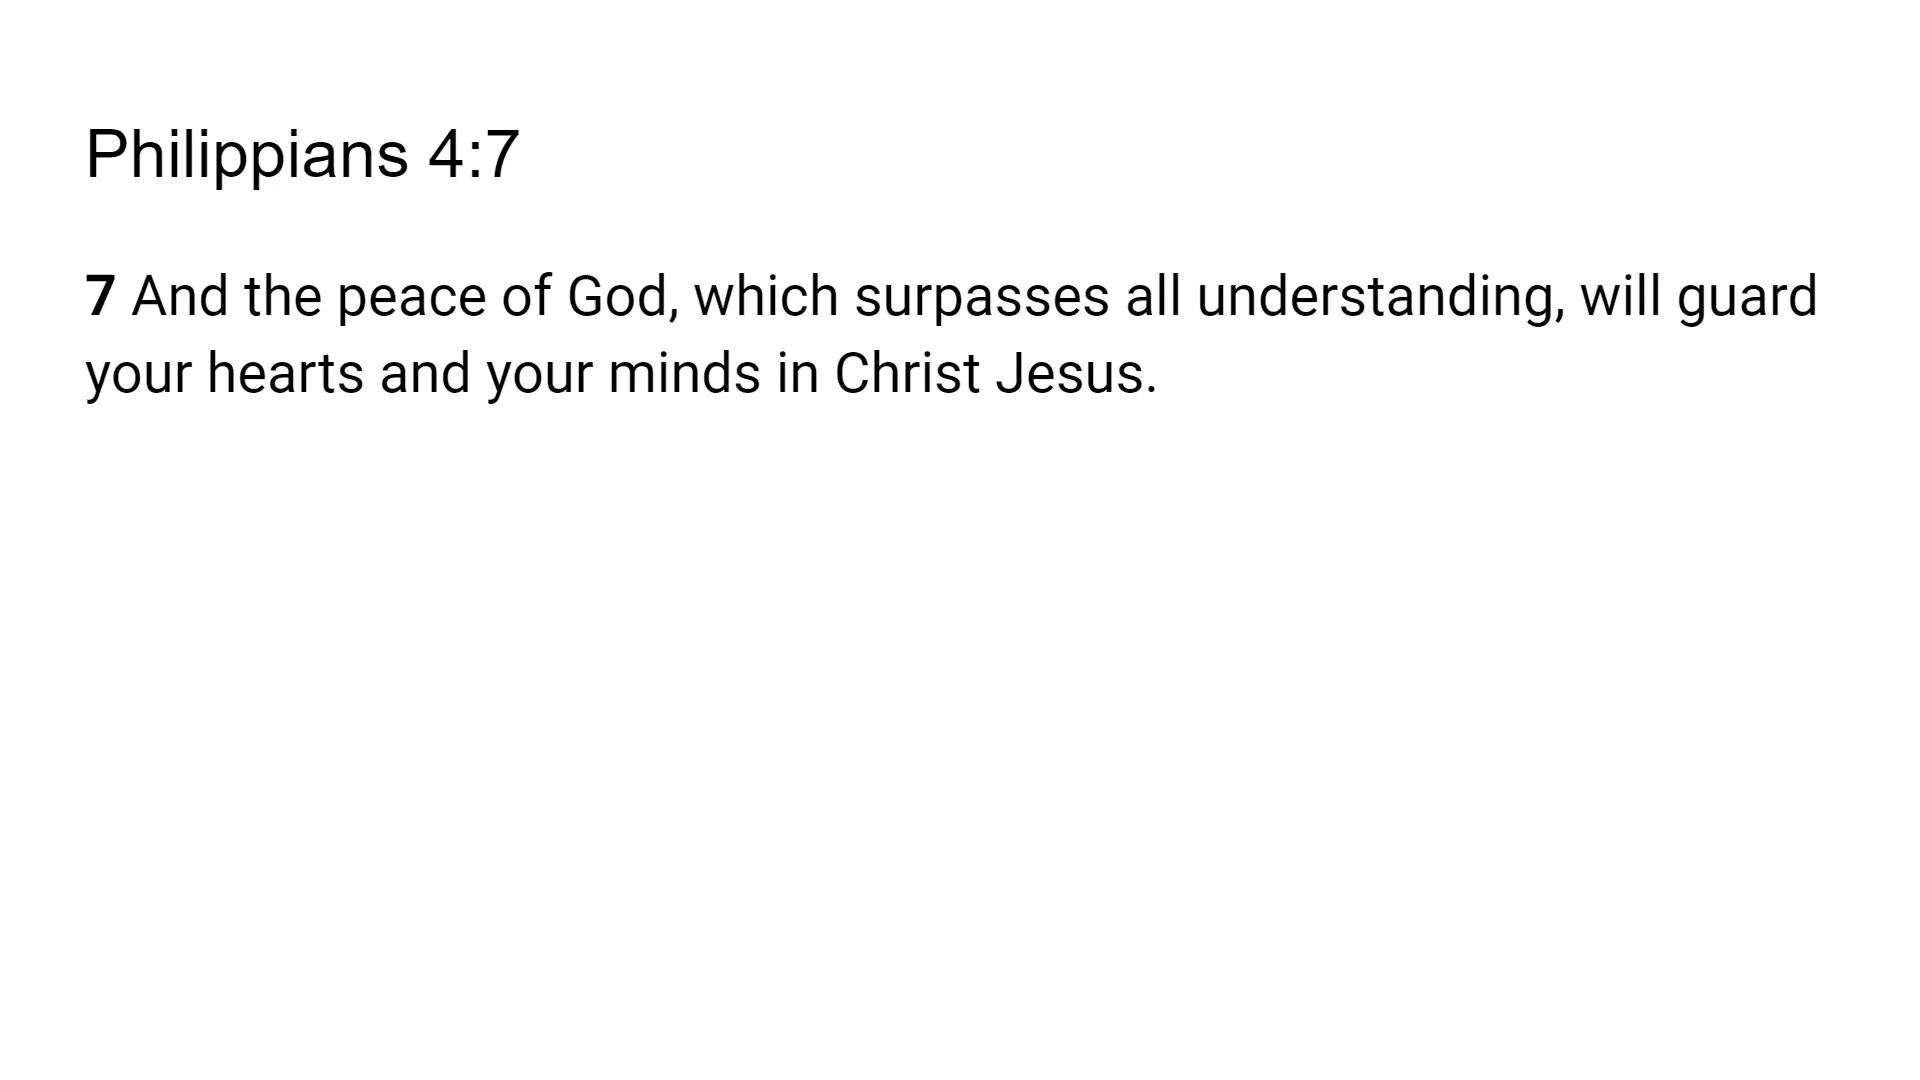 Philippians 4:7
7 And the peace of God, which surpasses all understanding, will guard
your hearts and your minds in Christ Jesus.